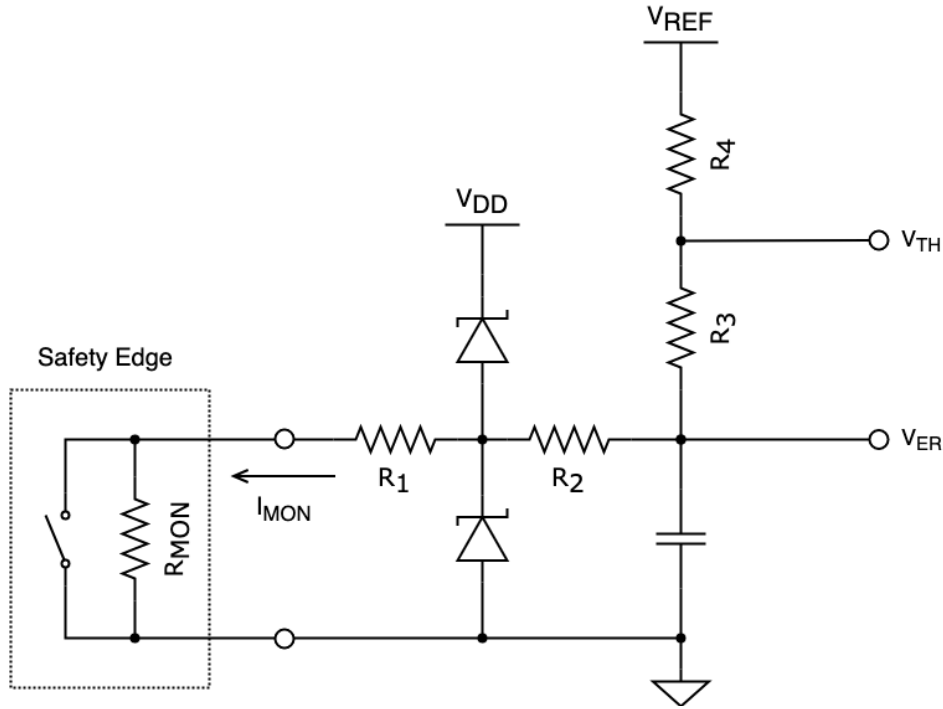 VREF
R4
VDD
VTH
R3
Safety Edge
R1
R2
VER
IMON
RMON